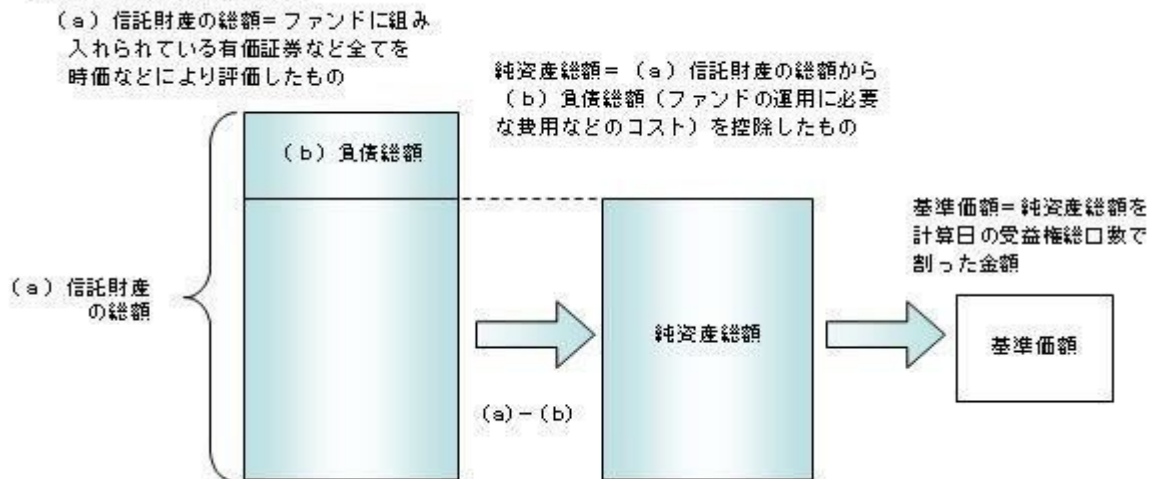 （a）信託財産の総額＝ファンドに組み
入れられている有価証券など全てを
時価などにより評価したもの
純資産総額＝（a）信託財産の総額から
（b）負債総額（ファンドの運用に必要
な費用などのコスト）を控除したもの
（b）負債総額
基準価額＝純資産総額を
計算日の受益権総口数で
割った金額
（a）信託財産
の総額
純資産総額
基準価額
（a）－（b）